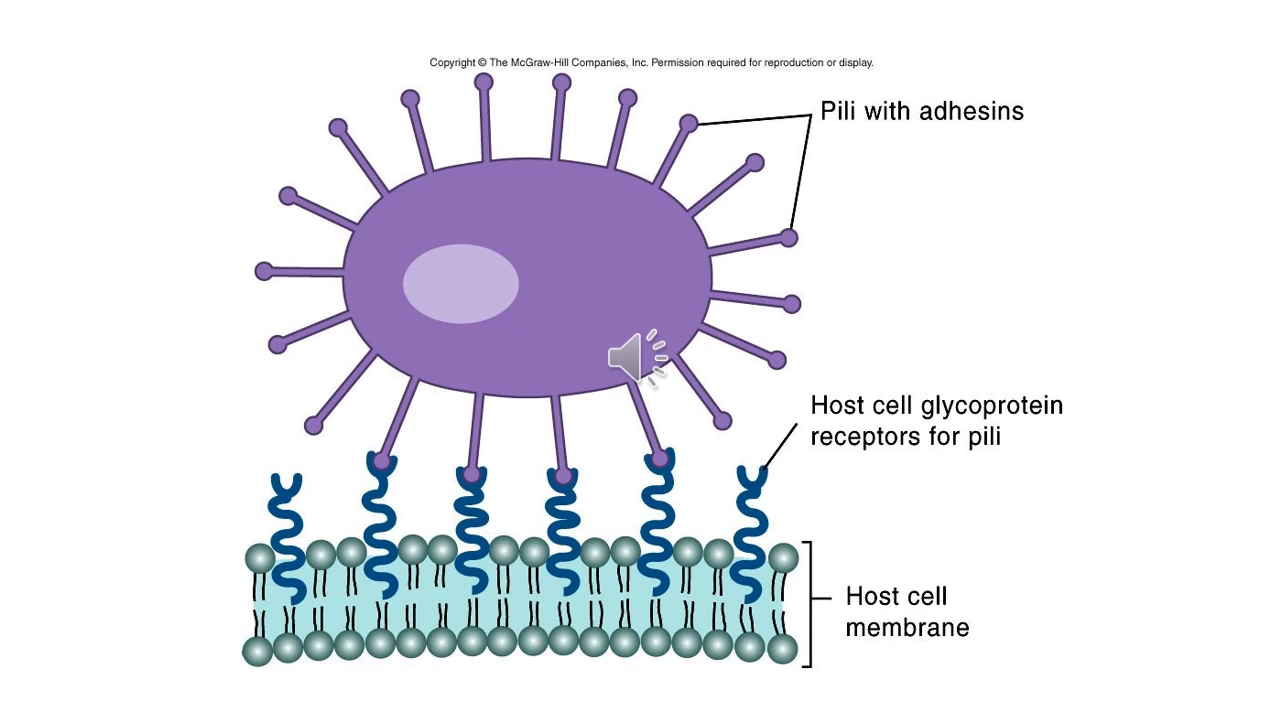 Copyright © The McGraw-Hill Companies, Inc. Permission required for reproduction or display.
Pili with adhesins
Host cell glycoprotein
receptors for pili
Host cell
membrane